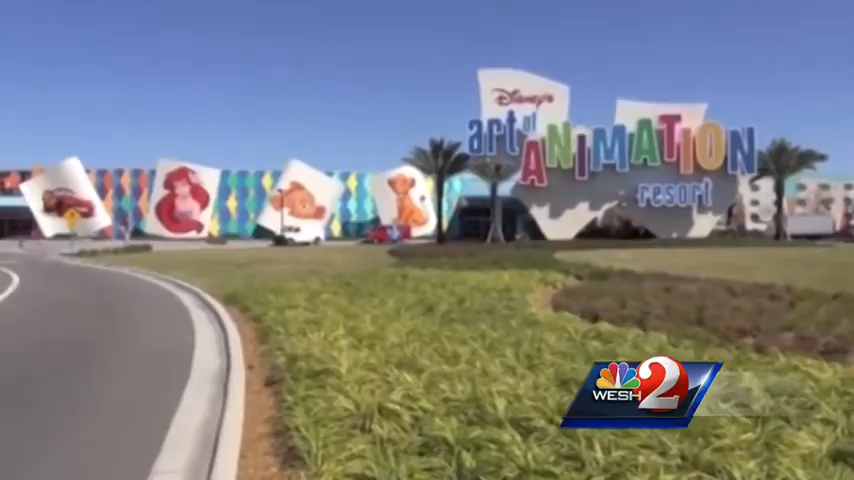 Disney's
art of
ANIMATION
resort
WESH 2